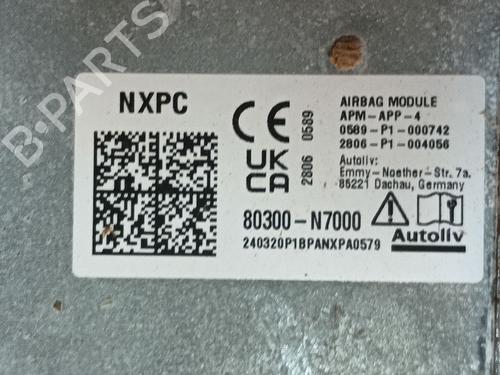 B-PARTS
NXPC
CE
0589
UK
CA
2806
AIRBAG MODULE
APM-APP-4
0589-P1-000742
2806-P1-004056
Autoliv:
Emmy-Noether-Str. 7a,
85221 Dachau, Germany
80300-N7000
240320P1BPANXPA0579
Autoliv